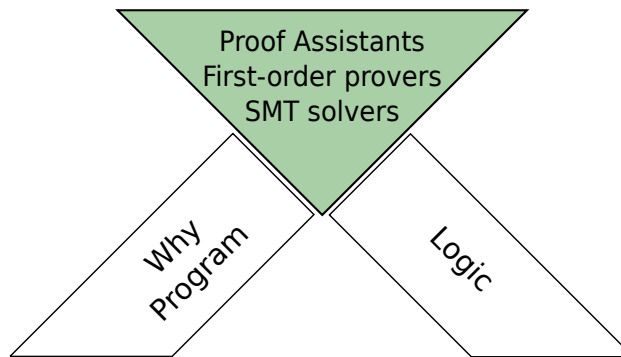 Proof Assistants
First-order provers
SMT solvers
Why
Program
Logic